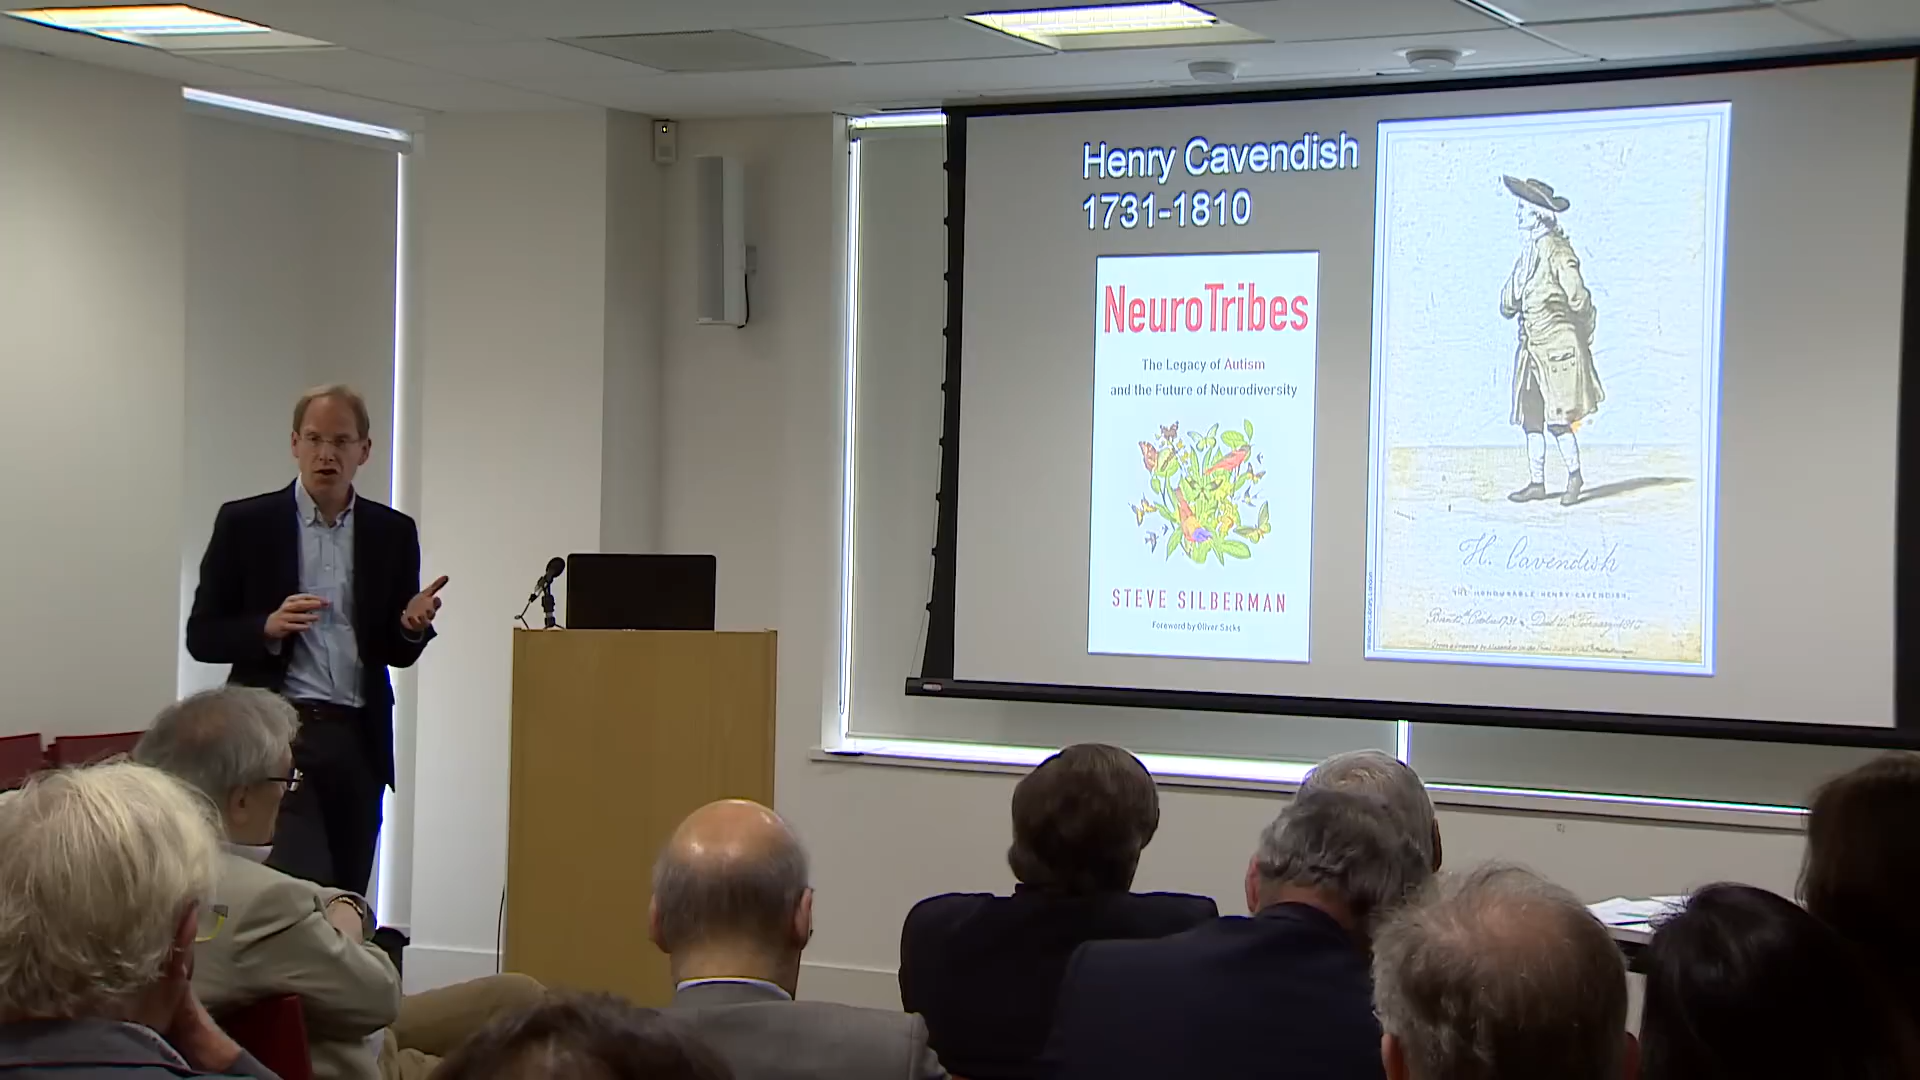 Henry Cavendish
1731-1810
NeuroTribes
The Legacy of Autism
and the Future of Neurodiversity
STEVE SILBERMAN
Foreword by Oliver Sacks
H. Cavendish
THE HONOURABLE HENRY CAVENDISH,